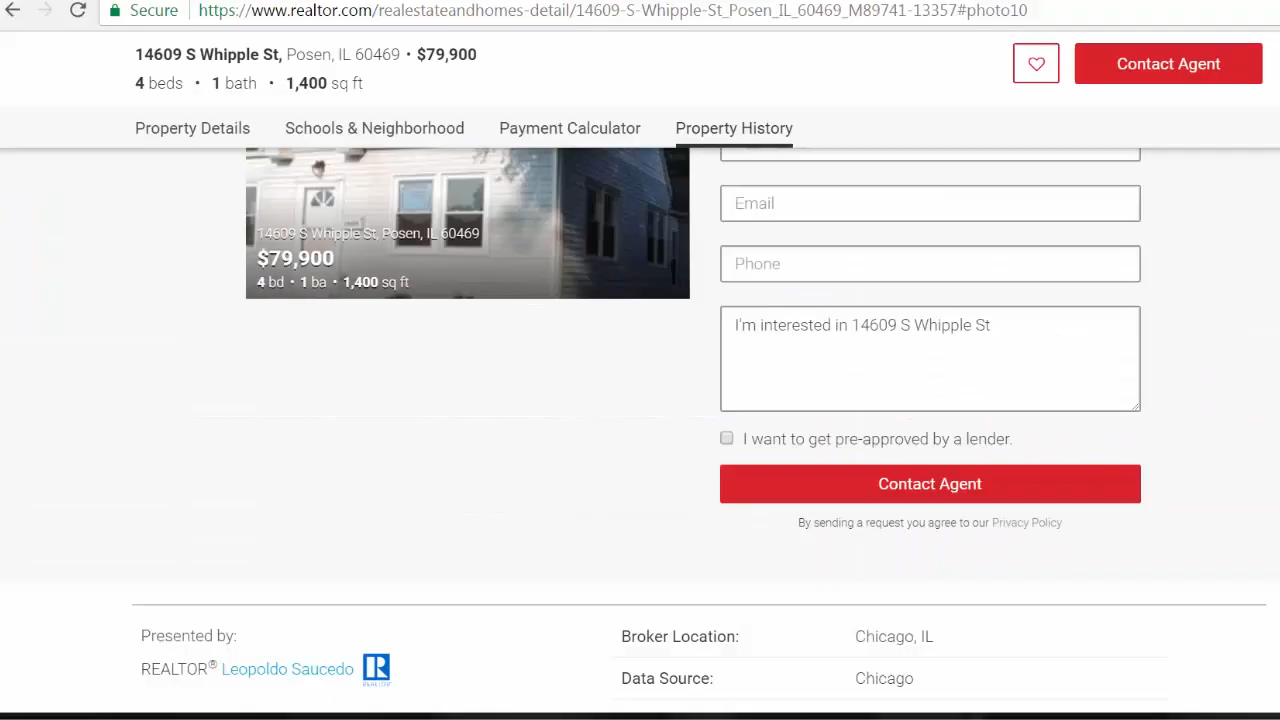 Secure https://www.realtor.com/realestateandhomes-detail/14609-S-Whipple-St_Posen_IL_60469_M89741-13357#photo10
14609 S Whipple St, Posen, IL 60469 • $79,900
4 beds • 1 bath • 1,400 sq ft
Contact Agent
Property Details Schools & Neighborhood Payment Calculator Property History
14609 S Whipple St, Posen, IL 60469
$79,900
4 bd • 1 ba • 1,400 sq ft
Email
Phone
I'm interested in 14609 S Whipple St
I want to get pre-approved by a lender.
Contact Agent
By sending a request you agree to our Privacy Policy
Presented by:
REALTOR® Leopoldo Saucedo
R
REALTOR
Broker Location: Chicago, IL
Data Source: Chicago